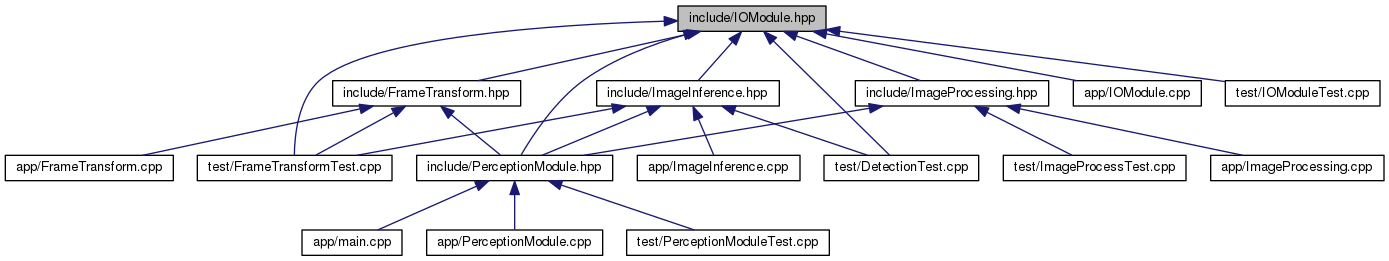 include/IOModule.hpp
include/FrameTransform.hpp
include/ImageInference.hpp
include/ImageProcessing.hpp
app/IOModule.cpp
test/IOModuleTest.cpp
app/FrameTransform.cpp
test/FrameTransformTest.cpp
include/PerceptionModule.hpp
app/ImageInference.cpp
test/DetectionTest.cpp
test/ImageProcessTest.cpp
app/ImageProcessing.cpp
app/main.cpp
app/PerceptionModule.cpp
test/PerceptionModuleTest.cpp